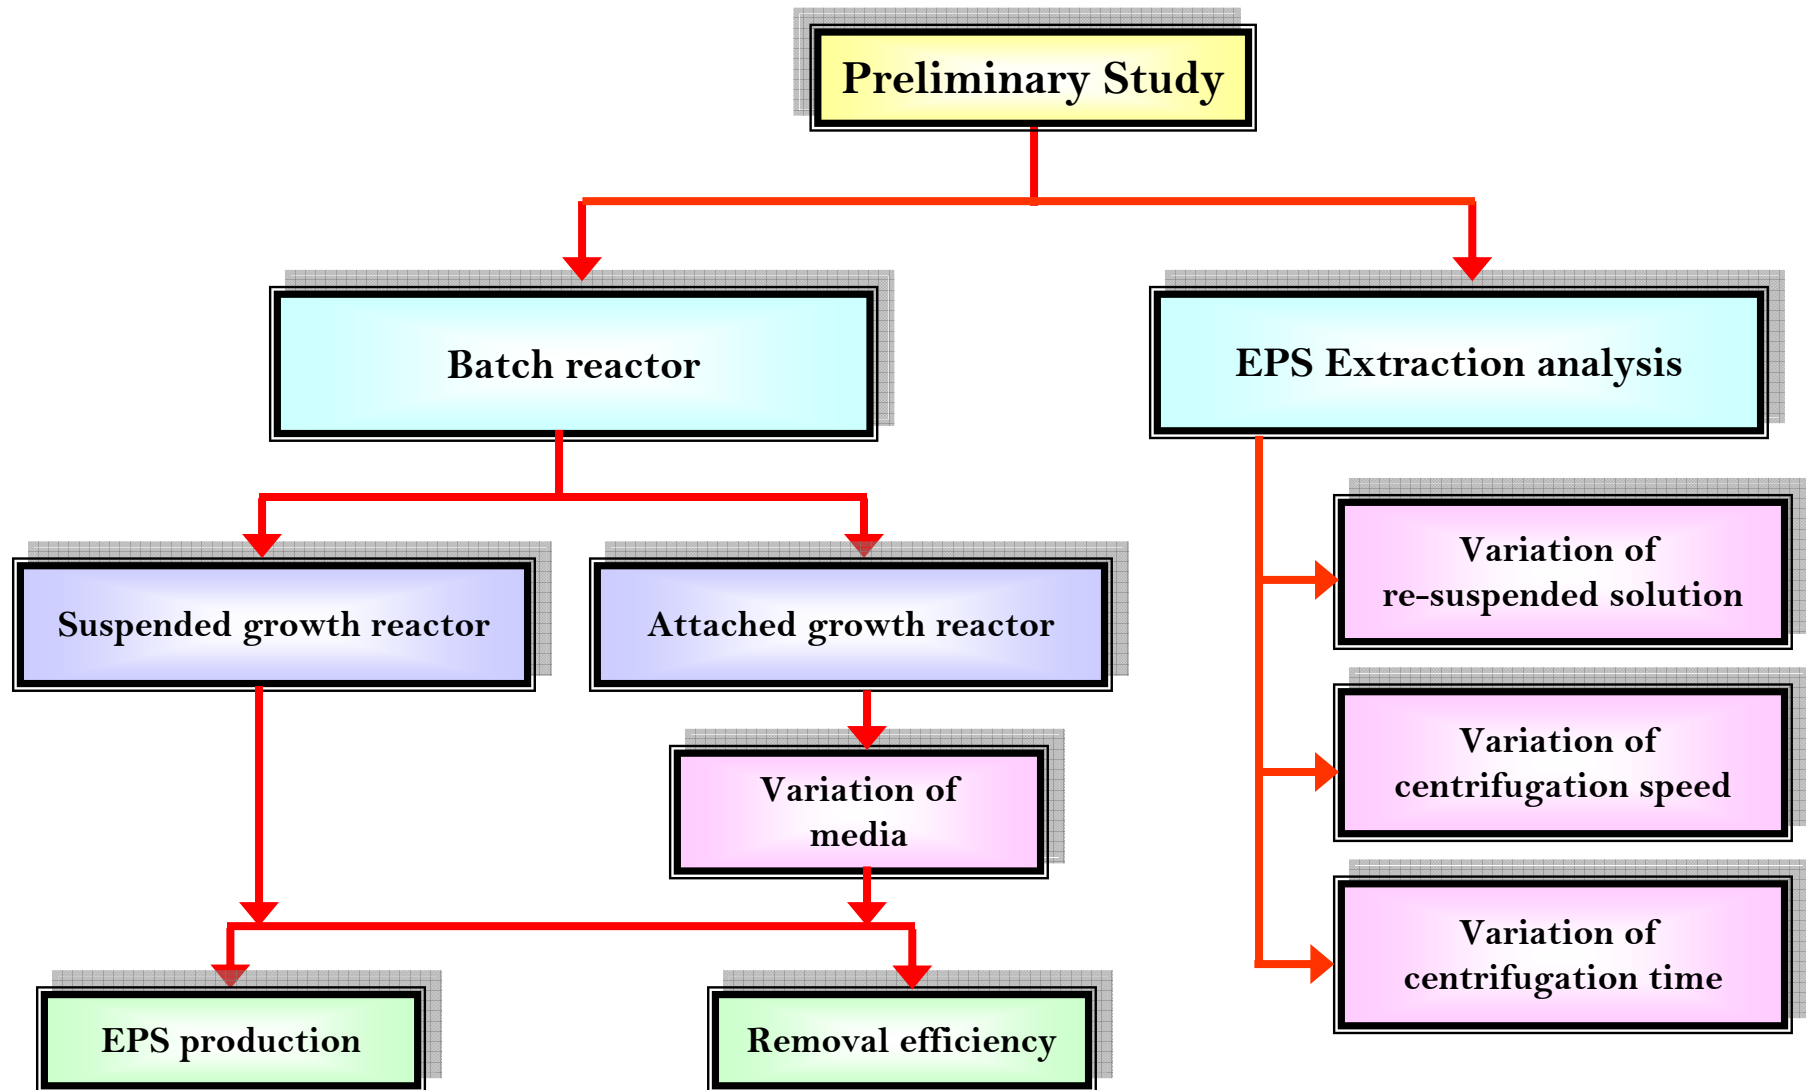 Preliminary Study
Batch reactor
EPS Extraction analysis
Suspended growth reactor
Attached growth reactor
Variation of
media
EPS production
Removal efficiency
Variation of
re-suspended solution
Variation of
centrifugation speed
Variation of
centrifugation time